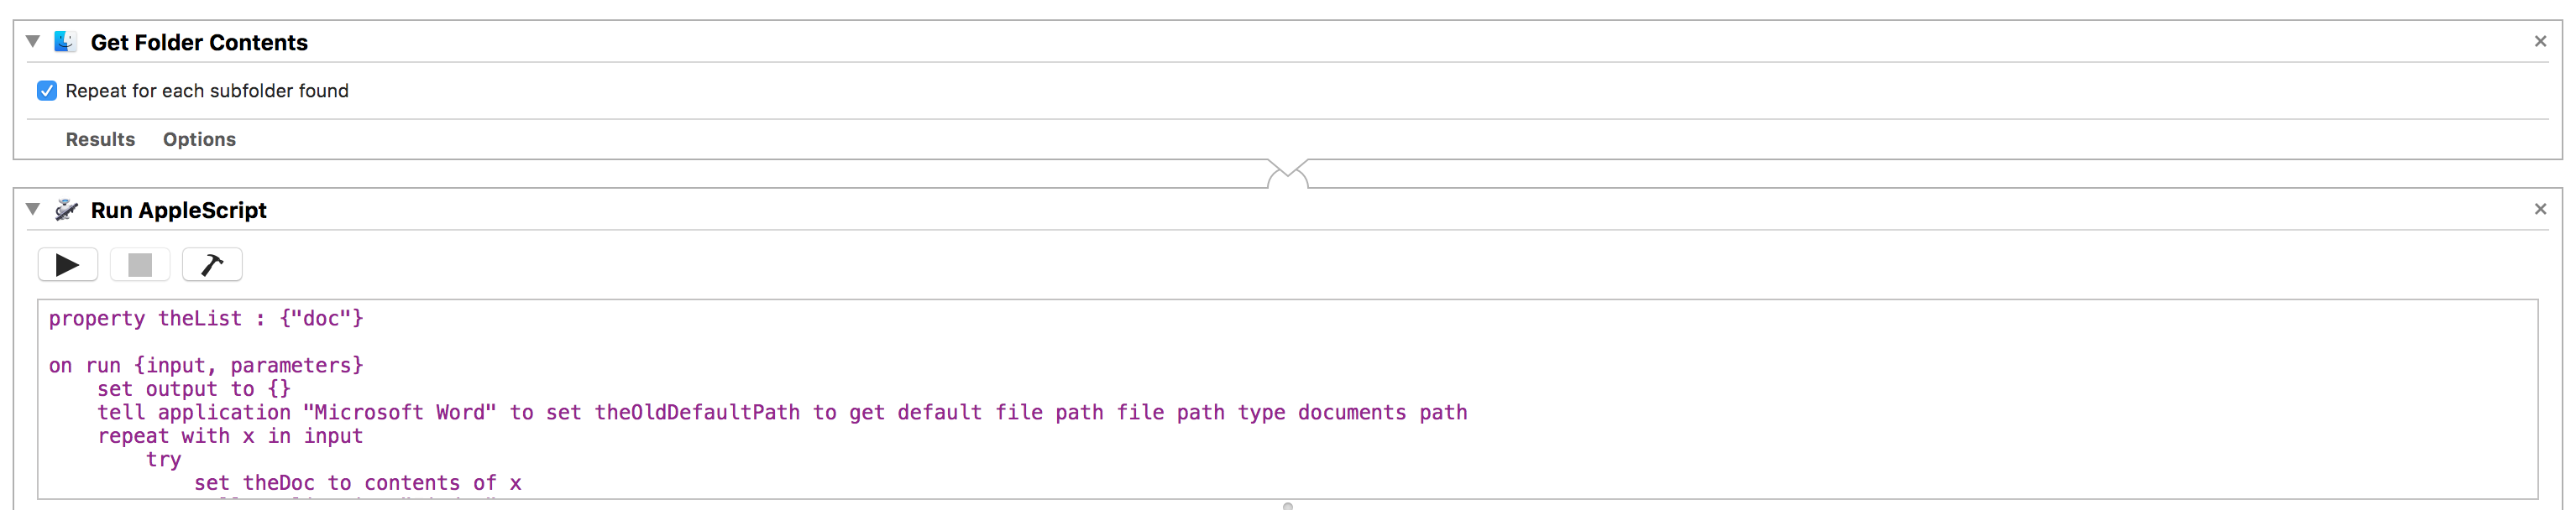 Get Folder Contents
Repeat for each subfolder found
Results Options
Run AppleScript
property theList : {"doc"}
on run {input, parameters}
set output to {}
tell application "Microsoft Word" to set theOldDefaultPath to get default file path file path type documents path
repeat with x in input
try
set theDoc to contents of x